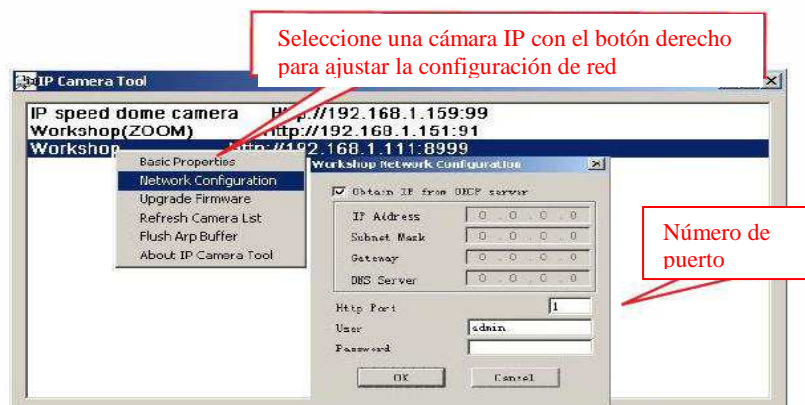 Seleccione una cámara IP con el botón derecho
para ajustar la configuración de red
IP Camera Tool
IP speed dome camera Http://192.168.1.159:99
Workshop(ZOOM) Http://192.168.1.151:91
Workshop http://192.168.1.111:8999
Basic Properties
Network Configuration
Upgrade Firmware
Refresh Camera List
Flush Arp Buffer
About IP Camera Tool
Workshop Network Configuration
Obtain IP from DHCP server
IP Address 0 . 0 . 0 . 0
Subnet Mask 0 . 0 . 0 . 0
Gateway 0 . 0 . 0 . 0
DNS Server 0 . 0 . 0 . 0
Http Port 1
User admin
Password
OK Cancel
Número de
puerto